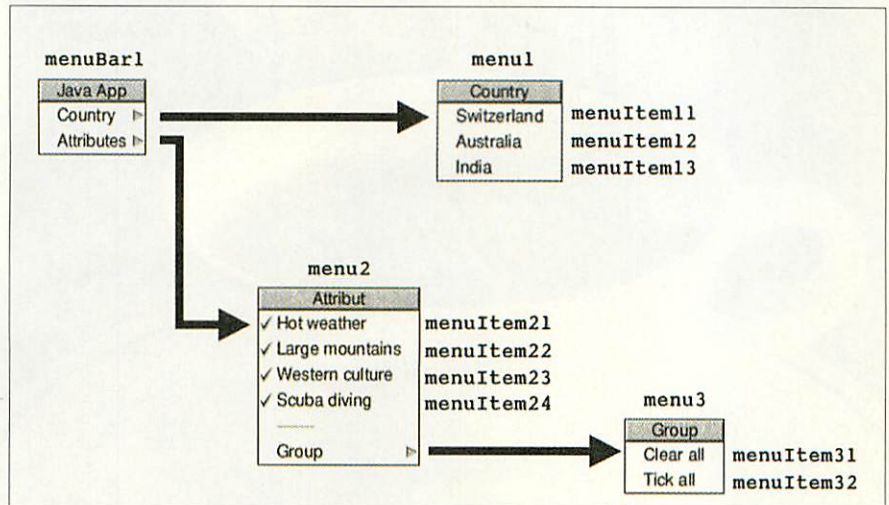 menuBar1
Java App
Country
Attributes
menu1
Country
Switzerland menuItem11
Australia menuItem12
India menuItem13
menu2
Attribut
✓ Hot weather menuItem21
✓ Large mountains menuItem22
✓ Western culture menuItem23
✓ Scuba diving menuItem24
Group
menu3
Group
Clear all menuItem31
Tick all menuItem32